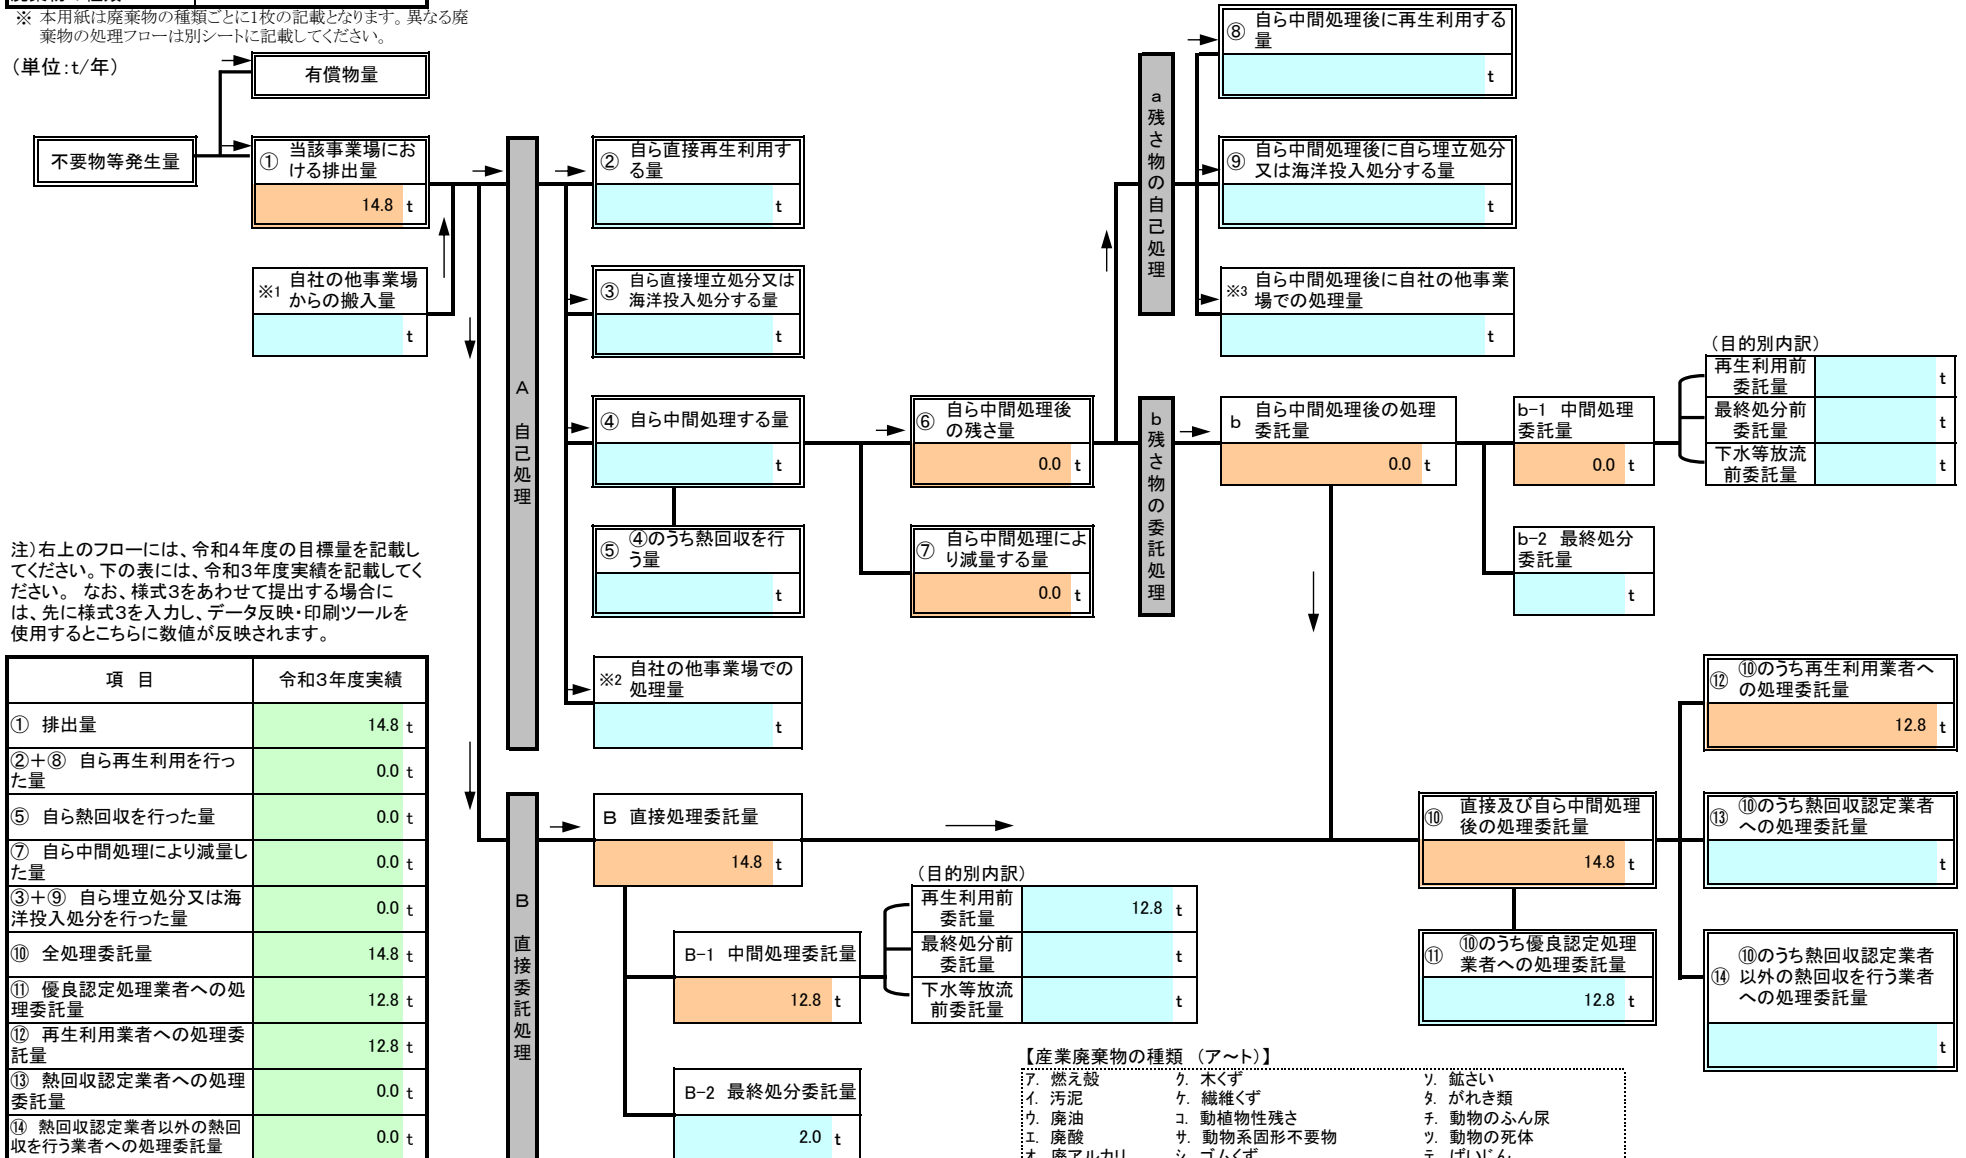 ※ 本用紙は廃棄物の種類ごとに1枚の記載となります。異なる廃
棄物の処理フローは別シートに記載してください。
（単位：t/年）
有償物量
不要物等発生量
① 当該事業場にお
ける排出量
14.8 t
※1 自社の他事業場
からの搬入量
t
A 自己処理
② 自ら直接再生利用す
る量
t
③ 自ら直接埋立処分又は
海洋投入処分する量
t
④ 自ら中間処理する量
t
⑤ ④のうち熱回収を行
う量
t
※2 自社の他事業場での
処理量
t
⑥ 自ら中間処理後
の残さ量
0.0 t
⑦ 自ら中間処理によ
り減量する量
0.0 t
a 残さ物の自己処理
⑧ 自ら中間処理後に再生利用する
量
t
⑨ 自ら中間処理後に自ら埋立処分
又は海洋投入処分する量
t
※3 自ら中間処理後に自社の他事業
場での処理量
t
b 残さ物の委託処理
b 自ら中間処理後の処理
委託量
0.0 t
b-1 中間処理
委託量
0.0 t
（目的別内訳）
再生利用前
委託量 t
最終処分前
委託量 t
下水等放流
前委託量 t
b-2 最終処分
委託量
t
注）右上のフローには、令和4年度の目標量を記載し
てください。下の表には、令和3年度実績を記載してく
ださい。 なお、様式3をあわせて提出する場合に
は、先に様式3を入力し、データ反映・印刷ツールを
使用するとこちらに数値が反映されます。
項 目 令和3年度実績
① 排出量 14.8 t
②＋⑧ 自ら再生利用を行っ
た量 0.0 t
⑤ 自ら熱回収を行った量 0.0 t
⑦ 自ら中間処理により減量し
た量 0.0 t
③＋⑨ 自ら埋立処分又は海
洋投入処分を行った量 0.0 t
⑩ 全処理委託量 14.8 t
⑪ 優良認定処理業者への処
理委託量 12.8 t
⑫ 再生利用業者への処理委
託量 12.8 t
⑬ 熱回収認定業者への処理
委託量 0.0 t
⑭ 熱回収認定業者以外の熱回
収を行う業者への処理委託量 0.0 t
B 直接委託処理
B 直接処理委託量
14.8 t
B-1 中間処理委託量
12.8 t
（目的別内訳）
再生利用前
委託量 12.8 t
最終処分前
委託量 t
下水等放流
前委託量 t
B-2 最終処分委託量
2.0 t
⑩ 直接及び自ら中間処理
後の処理委託量
14.8 t
⑪ ⑩のうち優良認定処理
業者への処理委託量
12.8 t
⑫ ⑩のうち再生利用業者へ
の処理委託量
12.8 t
⑬ ⑩のうち熱回収認定業者
への処理委託量
t
⑭ ⑩のうち熱回収認定業者
以外の熱回収を行う業者
への処理委託量
t
【産業廃棄物の種類 （ア～ト）】
ア. 燃え殻 ク. 木くず ソ. 鉱さい
イ. 汚泥 ケ. 繊維くず タ. がれき類
ウ. 廃油 コ. 動植物性残さ チ. 動物のふん尿
エ. 廃酸 サ. 動物系固形不要物 ツ. 動物の死体
オ. 廃アルカリ シ. ゴムくず テ. ばいじん